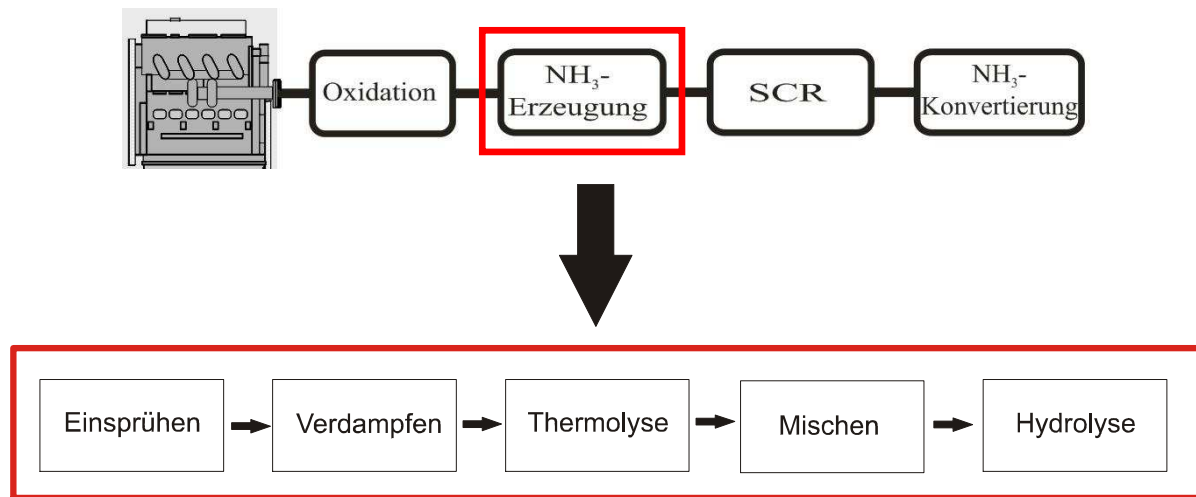 Oxidation
NH₃-
Erzeugung
SCR
NH₃-
Konvertierung
Einsprühen
Verdampfen
Thermolyse
Mischen
Hydrolyse